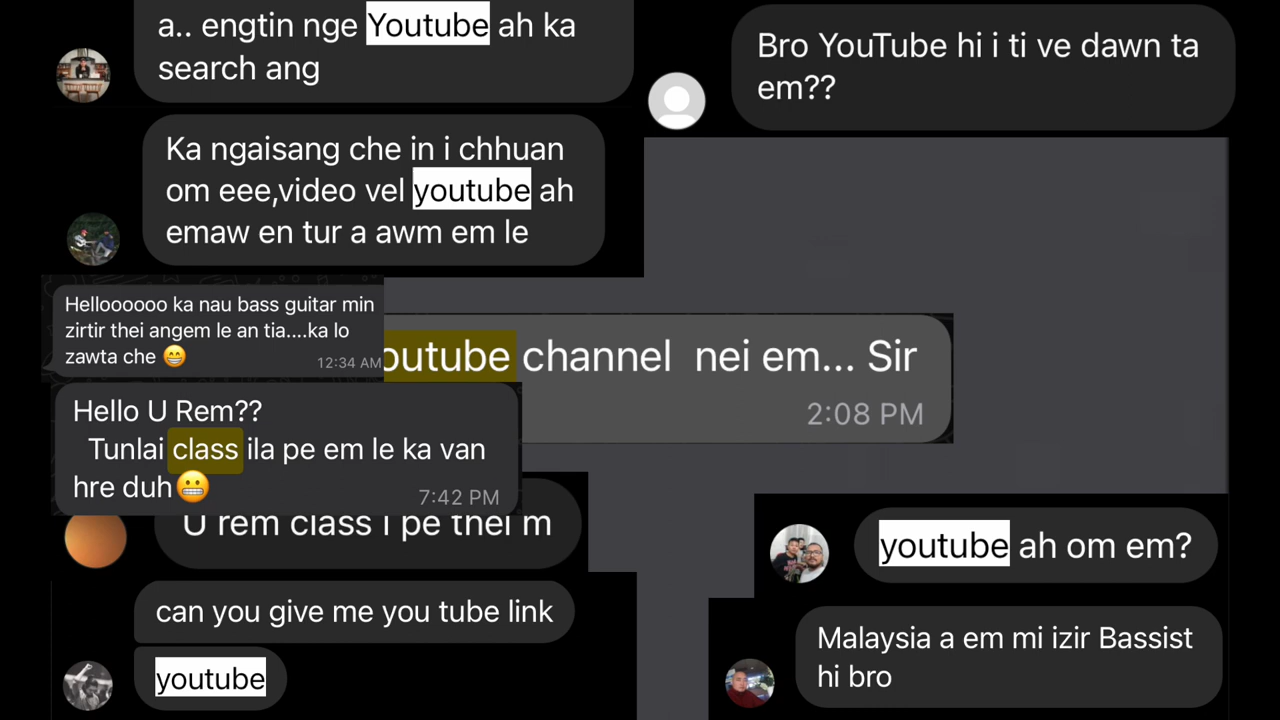 a.. engtin nge Youtube ah ka
search ang
Ka ngaisang che in i chhuan
om eee,video vel youtube ah
emaw en tur a awm em le
Helloooooo ka nau bass guitar min
zirtir thei angem le an tia....ka lo
zawta che 😁
12:34 AM
Hello U Rem??
Tunlai class ila pe em le ka van
hre duh😬
7:42 PM
U rem class i pe thei m
can you give me you tube link
youtube
Bro YouTube hi i ti ve dawn ta
em??
outube channel nei em... Sir
2:08 PM
youtube ah om em?
Malaysia a em mi izir Bassist
hi bro